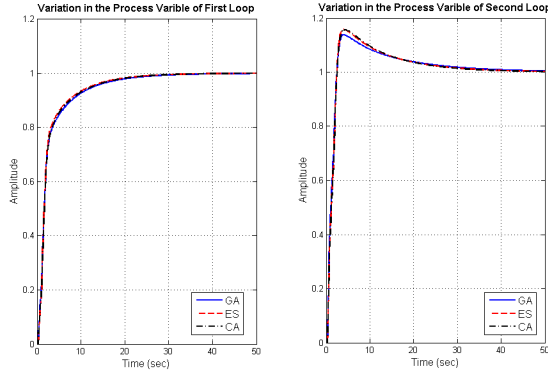 Variation in the Process Varible of First Loop
1.2
1
0.8
0.6
0.4
0.2
0
Amplitude
0 10 20 30 40 50
Time (sec)
GA
ES
CA
Variation in the Process Varible of Second Loop
1.2
1
0.8
0.6
0.4
0.2
0
Amplitude
0 10 20 30 40 50
Time (sec)
GA
ES
CA